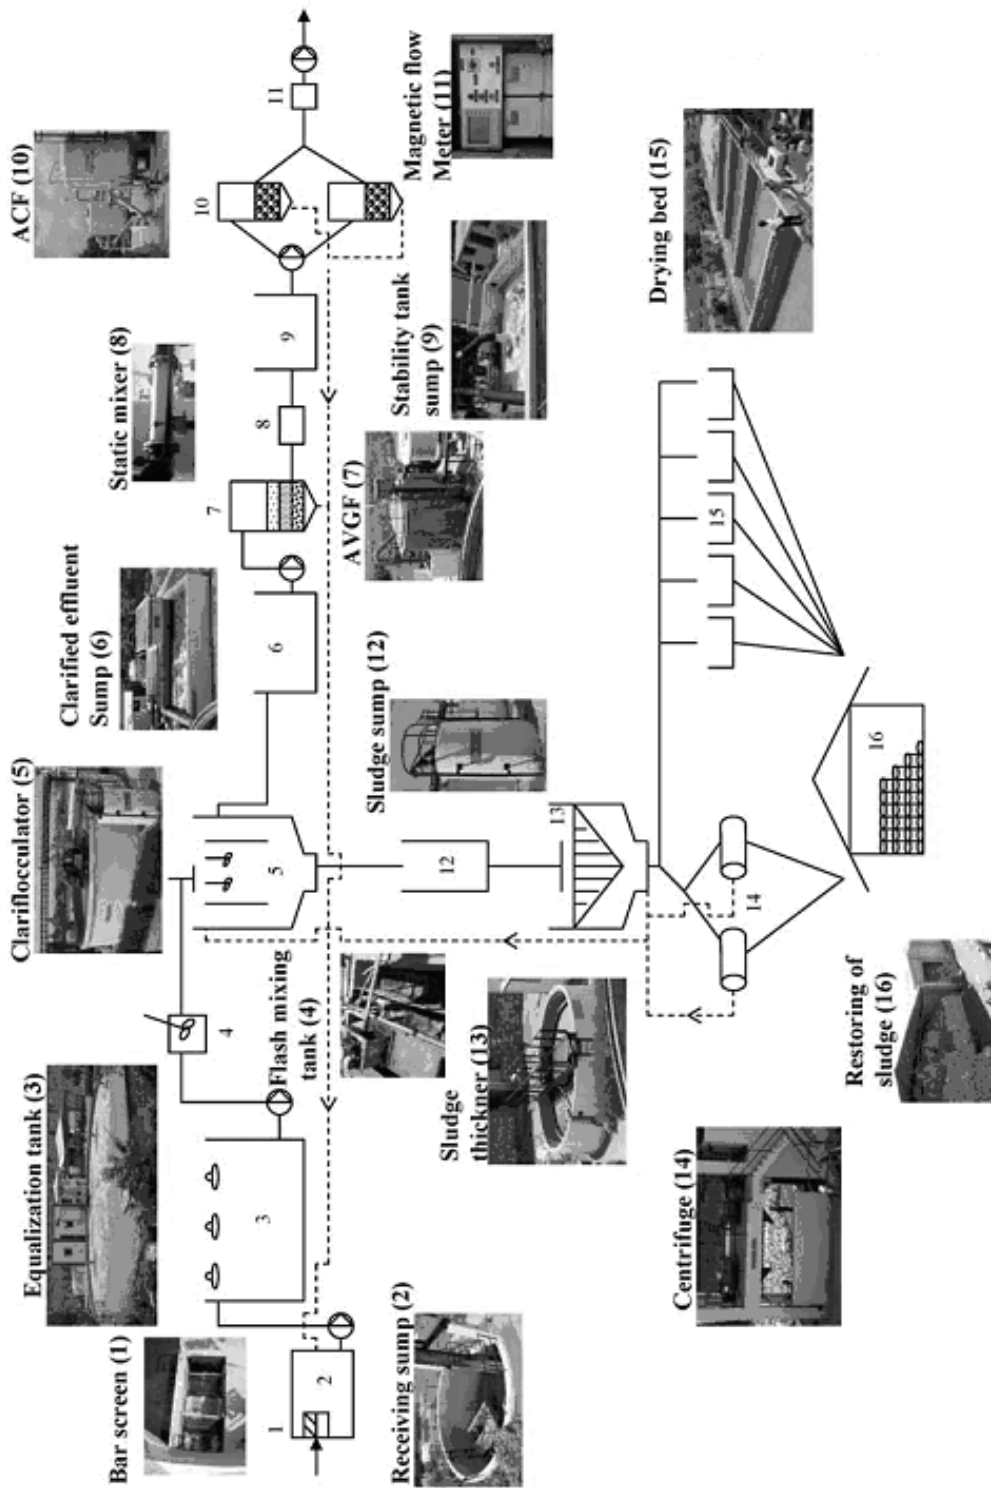 Bar screen (1)
Equalization tank (3)
Clariflocculator (5)
Clarified effluent
Sump (6)
Static mixer (8)
ACF (10)
1
2
3
4
5
6
7
8
9
10
11
Receiving sump (2)
Flash mixing
tank (4)
AVGF (7)
Stability tank
sump (9)
Magnetic flow
Meter (11)
Sludge sump (12)
12
Sludge
thickner (13)
13
Drying bed (15)
15
14
Centrifuge (14)
Restoring of
sludge (16)
16